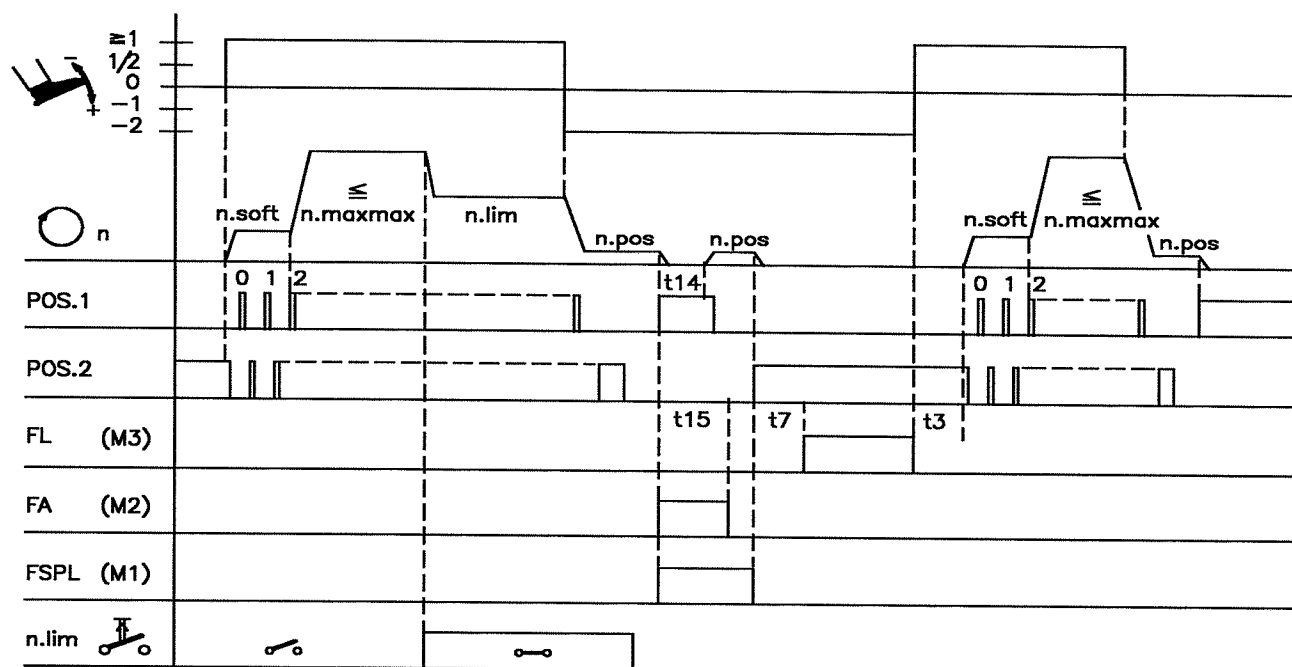 ≧1
1/2
0
−1
−2
− +
n
n.soft
≦
n.maxmax
n.lim
n.pos
n.pos
n.soft
≦
n.maxmax
n.pos
POS.1
0 1 2
t14
0 1 2
POS.2
FL (M3)
t15
t7
t3
FA (M2)
FSPL (M1)
n.lim